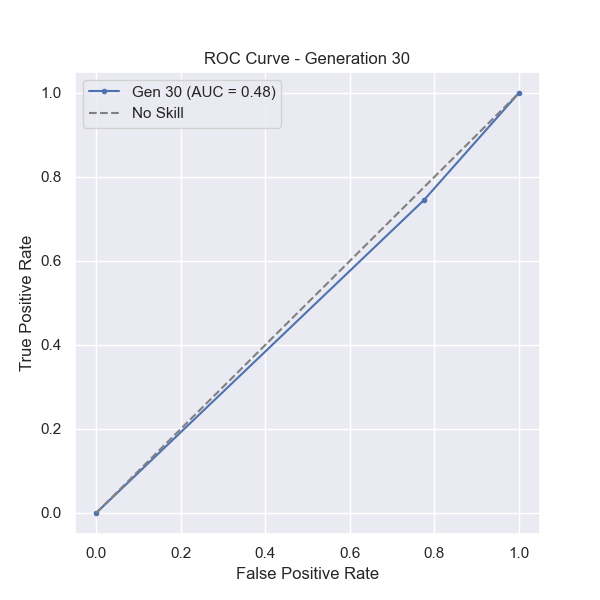 ROC Curve - Generation 30
Gen 30 (AUC = 0.48)
No Skill
1.0
0.8
0.6
0.4
0.2
0.0
True Positive Rate
0.0 0.2 0.4 0.6 0.8 1.0
False Positive Rate